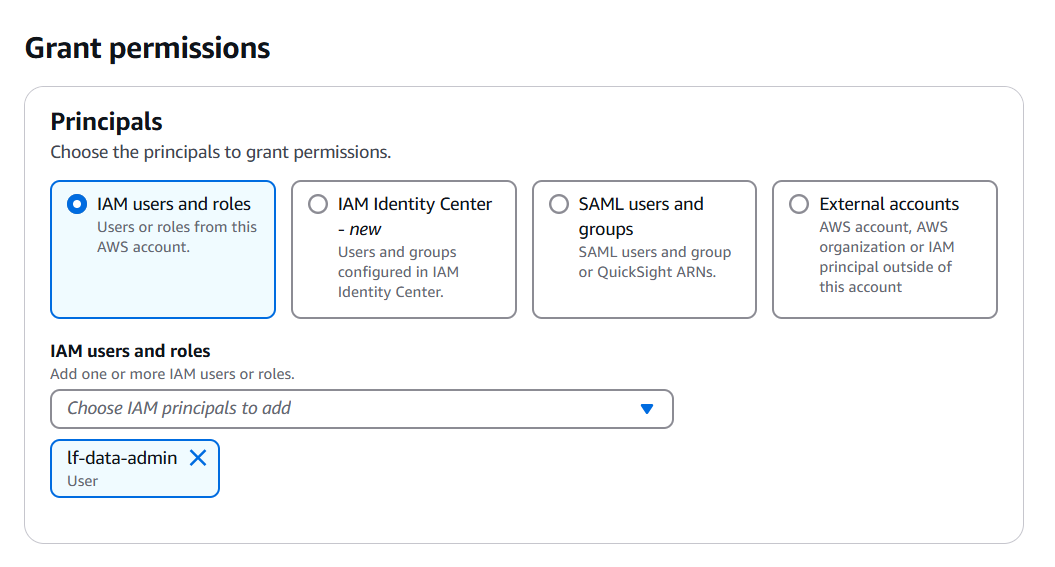 Grant permissions
Principals
Choose the principals to grant permissions.
IAM users and roles
Users or roles from this
AWS account.
IAM Identity Center
- new
Users and groups
configured in IAM
Identity Center.
SAML users and
groups
SAML users and group
or QuickSight ARNs.
External accounts
AWS account, AWS
organization or IAM
principal outside of
this account
IAM users and roles
Add one or more IAM users or roles.
Choose IAM principals to add
lf-data-admin
User